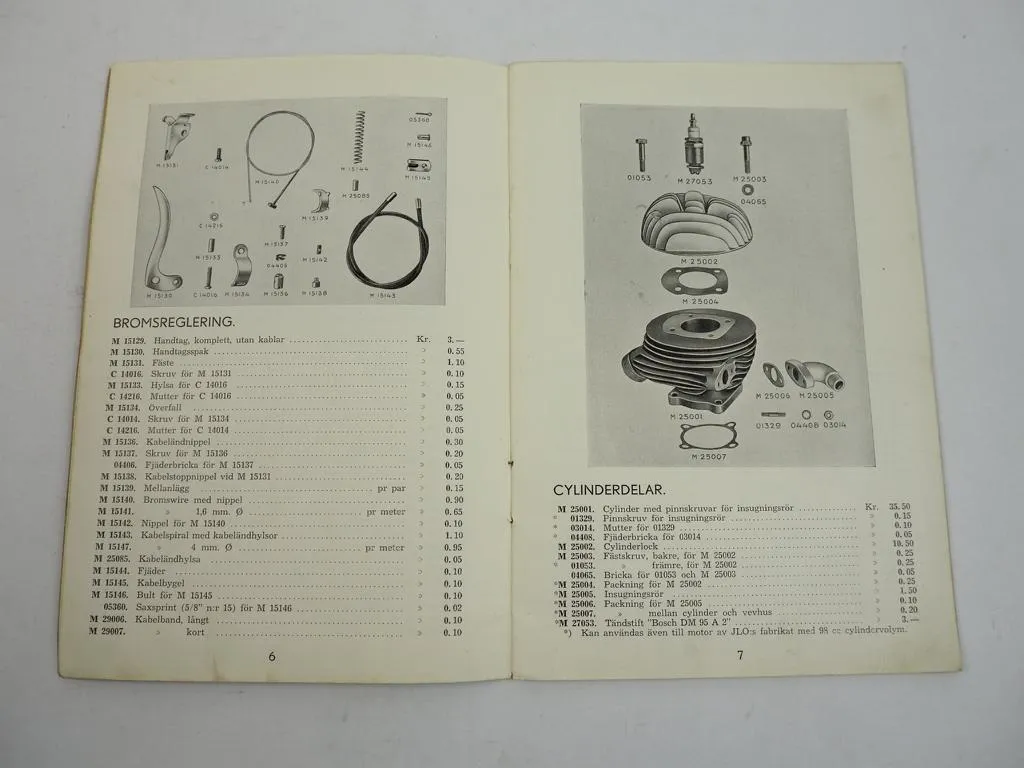 05360
M 15146
M 15145
M 15131
C 14014
M 15140
M 15144
M 25085
M 15139
C 14216
M 15137
M 15133
04406
M 15142
M 15130
C 14016
M 15134
M 15136
M 15138
M 15143
BROMSREGLERING.
M 15129. Handtag, komplett, utan kablar Kr. 3.—
M 15130. Handtagsspak » 0.55
M 15131. Fäste » 1.10
C 14016. Skruv för M 15131 » 0.10
M 15133. Hylsa för C 14016 » 0.15
C 14216. Mutter för C 14016 » 0.05
M 15134. Överfall » 0.25
C 14014. Skruv för M 15134 » 0.05
C 14216. Mutter för C 14014 » 0.05
M 15136. Kabeländnippel » 0.30
M 15137. Skruv för M 15136 » 0.20
04406. Fjäderbricka för M 15137 » 0.05
M 15138. Kabelstoppnippel vid M 15131 » 0.20
M 15139. Mellanlägg pr par » 0.15
M 15140. Bromswire med nippel » 0.90
M 15141. » 1,6 mm. Ø pr meter » 0.65
M 15142. Nippel för M 15140 » 0.10
M 15143. Kabelspiral med kabeländhylsor » 1.10
M 15147. » 4 mm. Ø pr meter » 0.95
M 25085. Kabeländhylsa » 0.05
M 15144. Fjäder » 0.10
M 15145. Kabelbygel » 0.10
M 15146. Bult för M 15145 » 0.10
05360. Saxsprint (5/8" n:r 15) för M 15146 » 0.02
M 29006. Kabelband, långt » 0.10
M 29007. » kort » 0.10
6
01053
M 27053
M 25003
04065
M 25002
M 25004
M 25001
M 25006
M 25005
01329
04408
03014
M 25007
CYLINDERDELAR.
M 25001. Cylinder med pinnskruvar för insugningsrör Kr. 35.50
* 01329. Pinnskruv för insugningsrör » 0.15
* 03014. Mutter för 01329 » 0.10
* 04408. Fjäderbricka för 03014 » 0.05
M 25002. Cylinderlock » 10.50
M 25003. Fästskruv, bakre, för M 25002 » 0.25
* 01053. » främre, för M 25002 » 0.25
04065. Bricka för 01053 och M 25003 » 0.05
*M 25004. Packning för M 25002 » 0.25
*M 25005. Insugningsrör » 1.50
*M 25006. Packning för M 25005 » 0.10
*M 25007. » mellan cylinder och vevhus » 0.20
*M 27053. Tändstift "Bosch DM 95 A 2" » 3.—
*) Kan användas även till motor av JLO:s fabrikat med 98 cc cylindervolym.
7